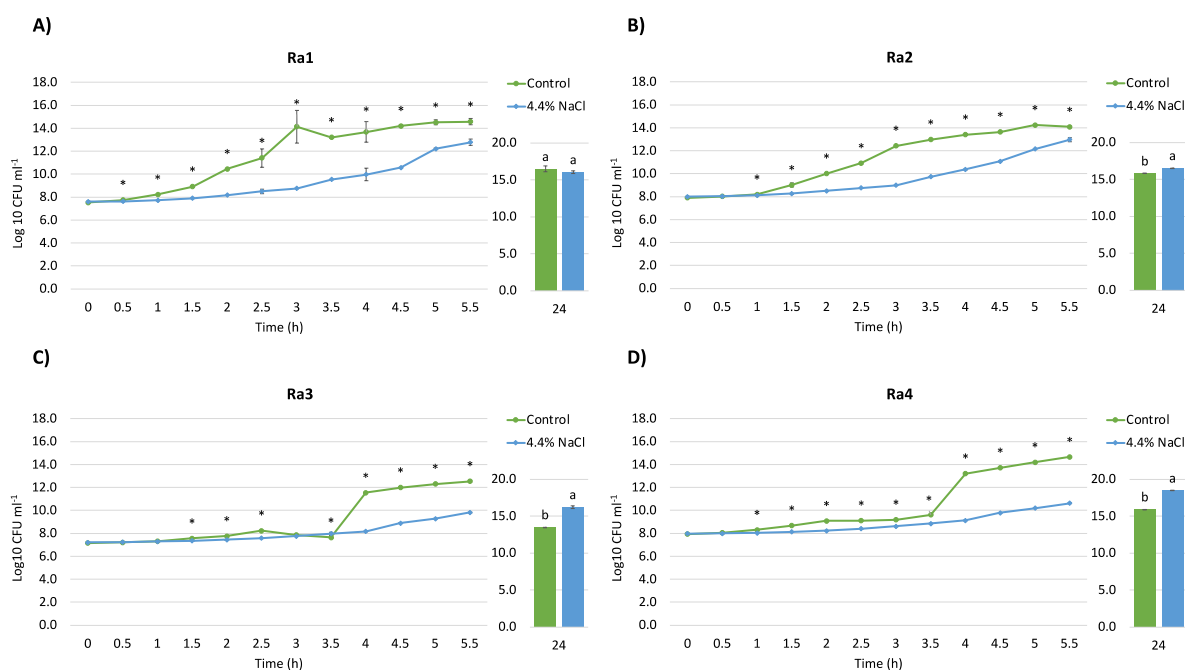 A)
Ra1
18.0
16.0
14.0
12.0
10.0
8.0
6.0
4.0
2.0
0.0
Log 10 CFU ml-1
* * * * * * * * * * *
0 0.5 1 1.5 2 2.5 3 3.5 4 4.5 5 5.5
Time (h)
Control
4.4% NaCl
20.0
15.0
10.0
5.0
0.0
a a
24
B)
Ra2
18.0
16.0
14.0
12.0
10.0
8.0
6.0
4.0
2.0
0.0
Log 10 CFU ml-1
* * * * * * * * * *
0 0.5 1 1.5 2 2.5 3 3.5 4 4.5 5 5.5
Time (h)
Control
4.4% NaCl
20.0
15.0
10.0
5.0
0.0
b a
24
C)
Ra3
18.0
16.0
14.0
12.0
10.0
8.0
6.0
4.0
2.0
0.0
Log10 CFU ml-1
* * * * * * * *
0 0.5 1 1.5 2 2.5 3 3.5 4 4.5 5 5.5
Time (h)
Control
4.4% NaCl
20.0
15.0
10.0
5.0
0.0
b a
24
D)
Ra4
18.0
16.0
14.0
12.0
10.0
8.0
6.0
4.0
2.0
0.0
Log10 CFU ml-1
* * * * * * * * * *
0 0.5 1 1.5 2 2.5 3 3.5 4 4.5 5 5.5
Time (h)
Control
4.4% NaCl
20.0
15.0
10.0
5.0
0.0
b a
24